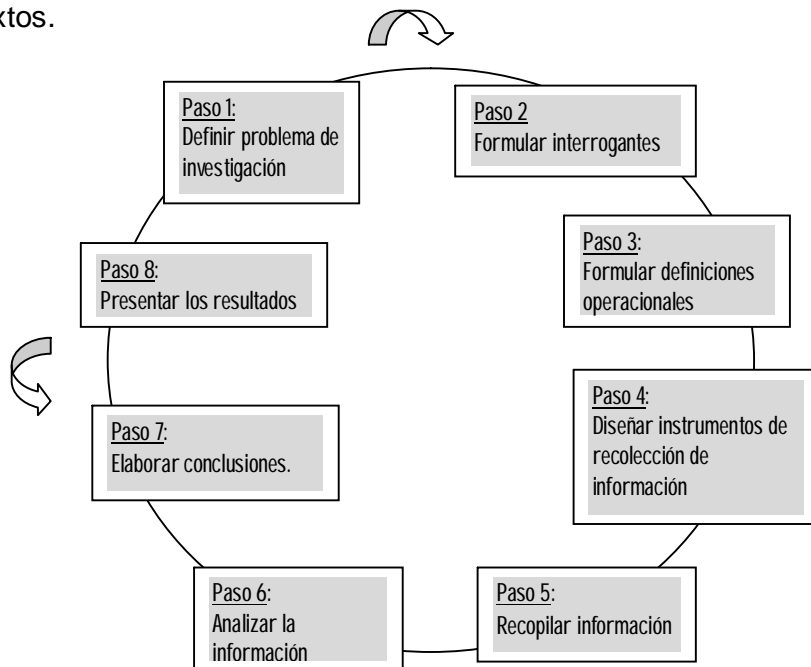 xtos.
Paso 1:
Definir problema de
investigación
Paso 2
Formular interrogantes
Paso 3:
Formular definiciones
operacionales
Paso 4:
Diseñar instrumentos de
recolección de
información
Paso 5:
Recopilar información
Paso 6:
Analizar la
información
Paso 7:
Elaborar conclusiones.
Paso 8:
Presentar los resultados